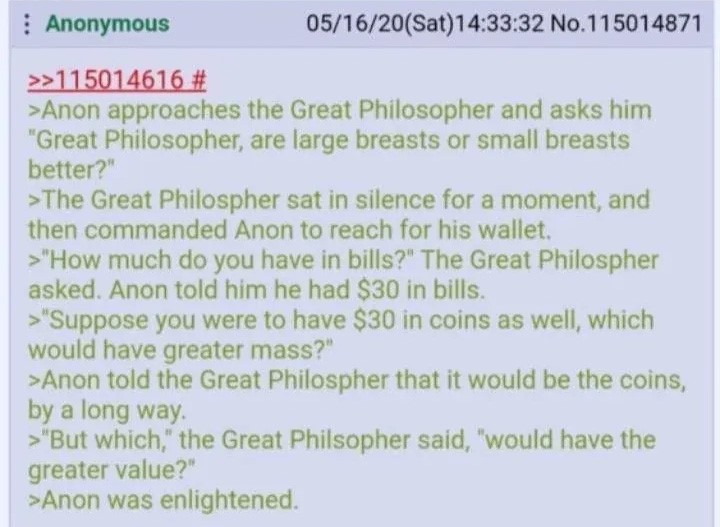 Anonymous 05/16/20(Sat)14:33:32 No.115014871
>>115014616 #
>Anon approaches the Great Philosopher and asks him
"Great Philosopher, are large breasts or small breasts
better?"
>The Great Philospher sat in silence for a moment, and
then commanded Anon to reach for his wallet.
>"How much do you have in bills?" The Great Philospher
asked. Anon told him he had $30 in bills.
>"Suppose you were to have $30 in coins as well, which
would have greater mass?"
>Anon told the Great Philospher that it would be the coins,
by a long way.
>"But which," the Great Philsopher said, "would have the
greater value?"
>Anon was enlightened.